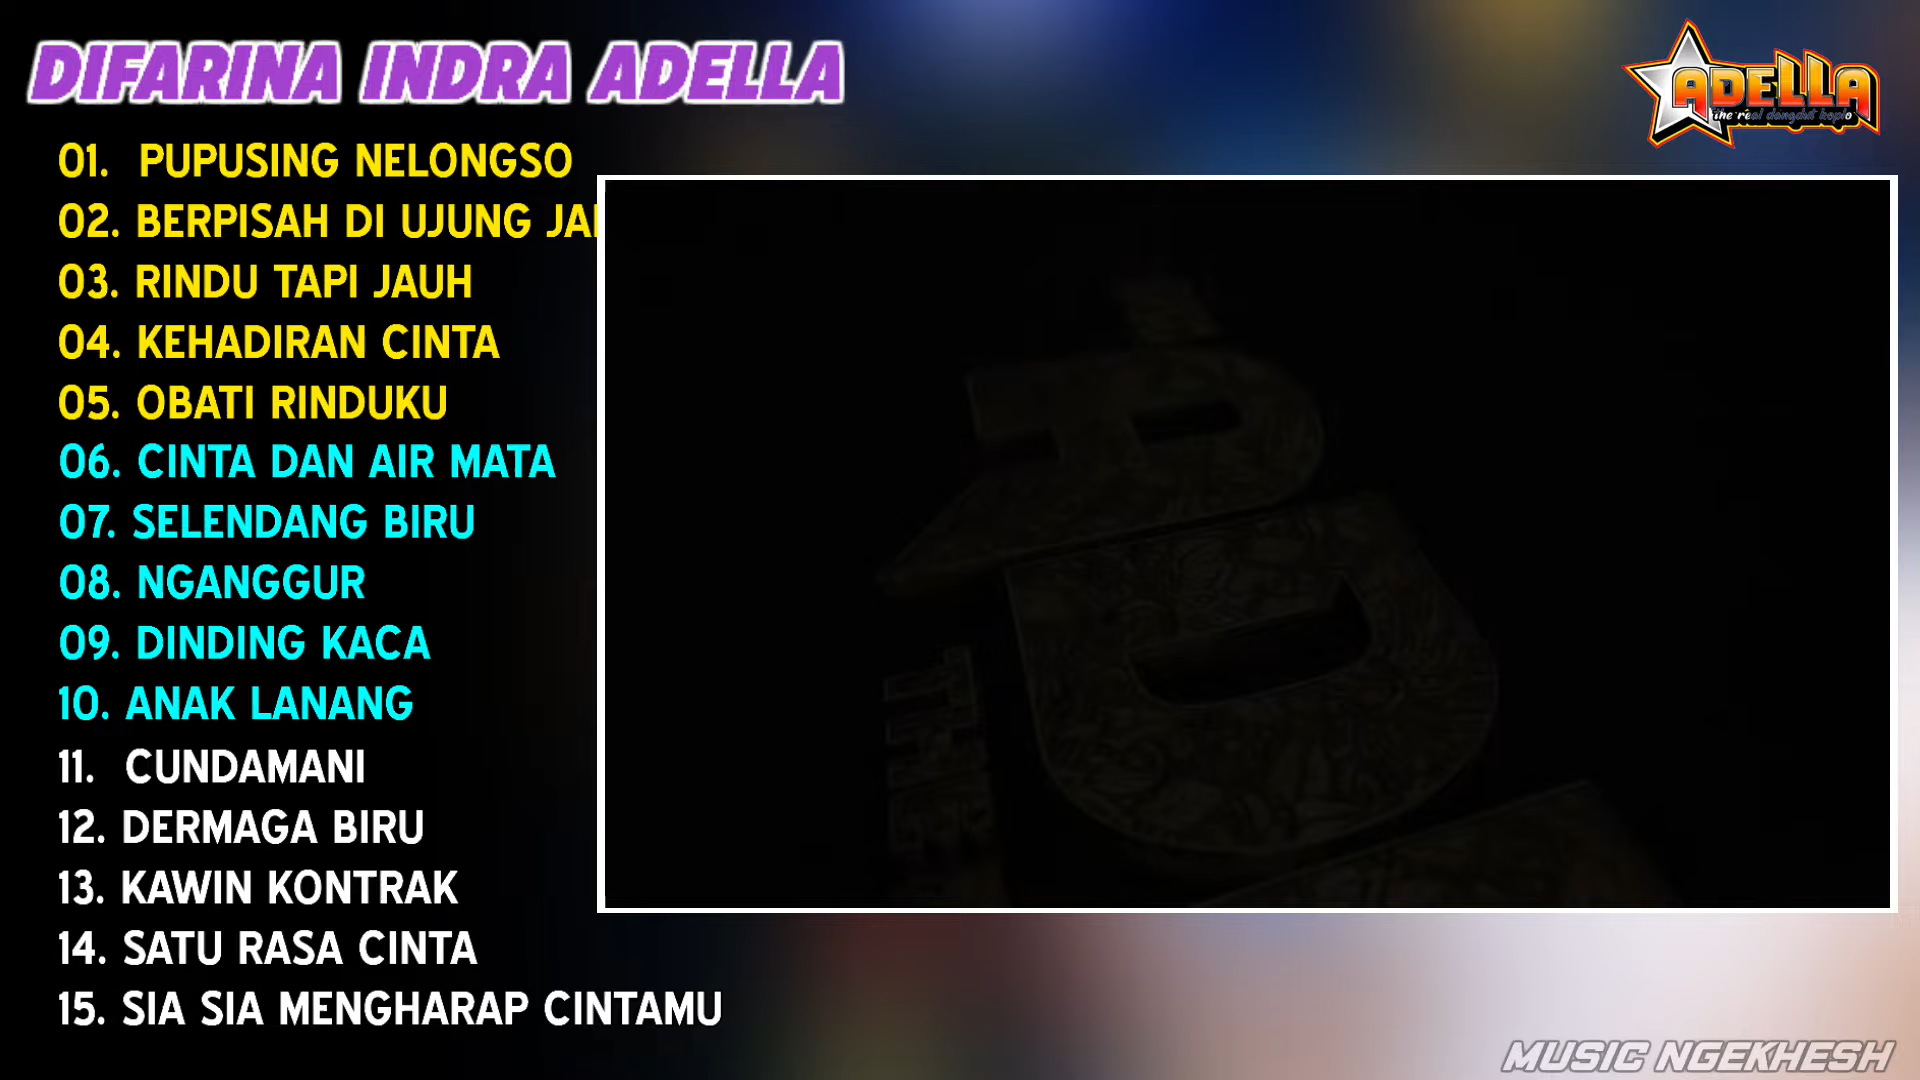 DIFARINA INDRA ADELLA
ADELLA
the real dangdut koplo
01. PUPUSING NELONGSO
02. BERPISAH DI UJUNG
03. RINDU TAPI JAUH
04. KEHADIRAN CINTA
05. OBATI RINDUKU
06. CINTA DAN AIR MATA
07. SELENDANG BIRU
08. NGANGGUR
09. DINDING KACA
10. ANAK LANANG
11. CUNDAMANI
12. DERMAGA BIRU
13. KAWIN KONTRAK
14. SATU RASA CINTA
15. SIA SIA MENGHARAP CINTAMU
MUSIC NGEKHESH